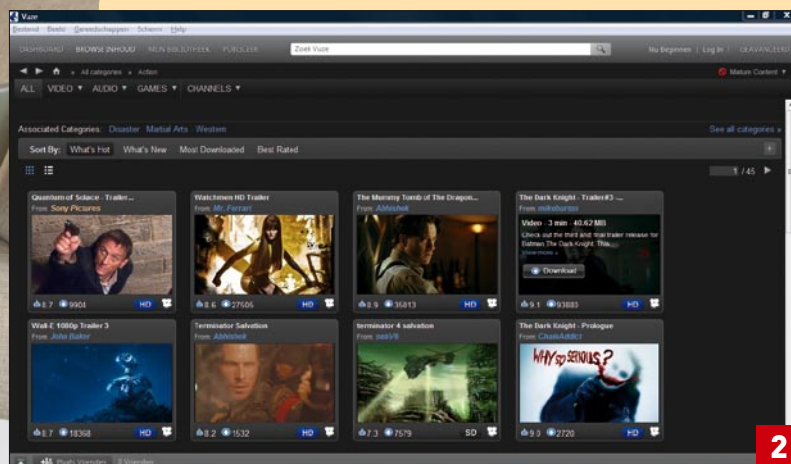 Vuze
Bestand Beeld Gereedschappen Scherm Help
DASHBOARD BROWSE INHOUD MIJN BIBLIOTHEEK PUBLICEER Zoek Vuze Nu Beginnen | Log In / GEAVANCEERD
All categories Action Mature Content
ALL VIDEO AUDIO GAMES CHANNELS
Associated Categories: Disaster Martial Arts Western See all categories »
Sort By: What's Hot What's New Most Downloaded Best Rated
1 / 45
Quantum of Solace - Trailer...
From: Sony Pictures
8.7 9901 HD
Watchmen HD Trailer
From: Mr. Ferrari
8.6 27505 HD
The Mummy Tomb of The Dragon...
From: Abhishek
8.9 35813 HD
The Dark Knight - Trailer#3 -...
From:
Video - 3 min - 40.62 MB
Check out the third and final trailer release for
Batman The Dark Knight. This...
View more »
Download
9.1 93883 HD
Wall-E 1080p Trailer 3
From: John Baker
8.7 18368 HD
Terminator Salvation
From: Abhishek
8.2 1532 HD
terminator 4 salvation
From:
7.3 7579 SD
The Dark Knight - Prologue
From: ChainAddict
WHY SO SERIOUS?
9.0 2720 HD
Vrienden
2